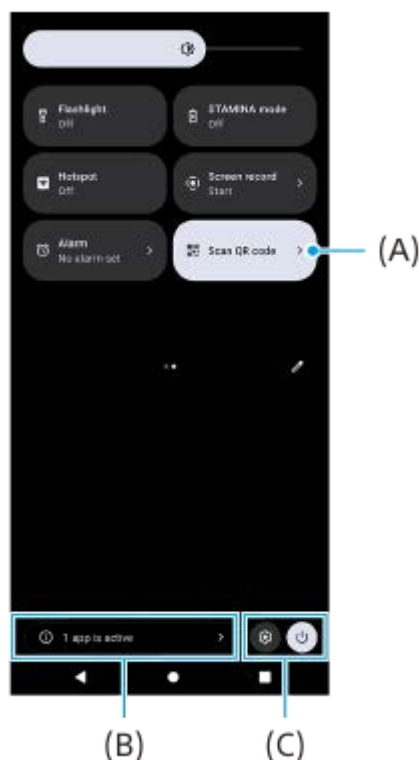 Flashlight
Off
STAMINA mode
Off
Hotspot
Off
Screen record
Start
Alarm
No alarm set
Scan QR code
(A)
1 app is active
(B)
(C)